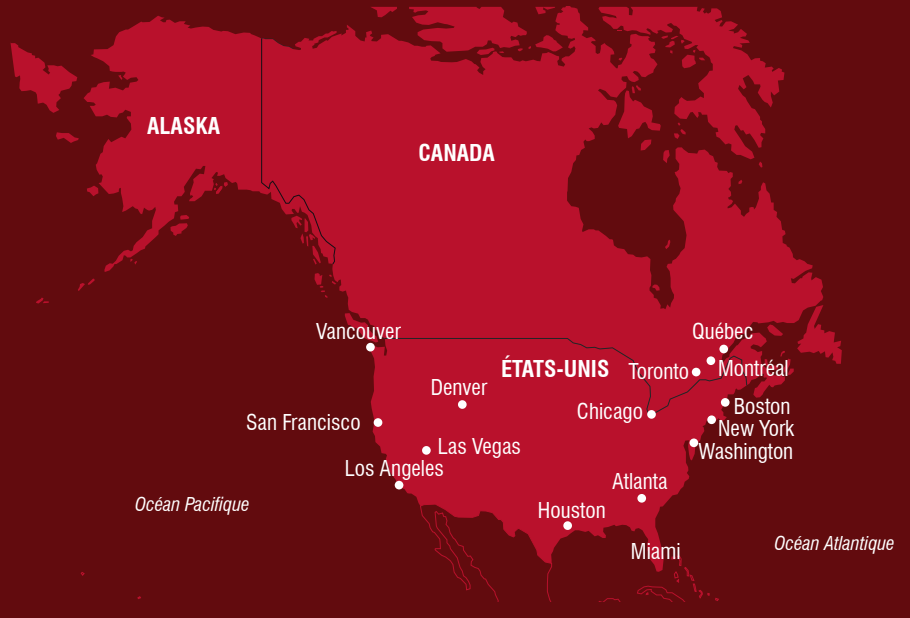 ALASKA
CANADA
Vancouver
Québec
ÉTATS-UNIS
Toronto
Montréal
Denver
Chicago
Boston
San Francisco
New York
Las Vegas
Washington
Los Angeles
Atlanta
Océan Pacifique
Houston
Océan Atlantique
Miami